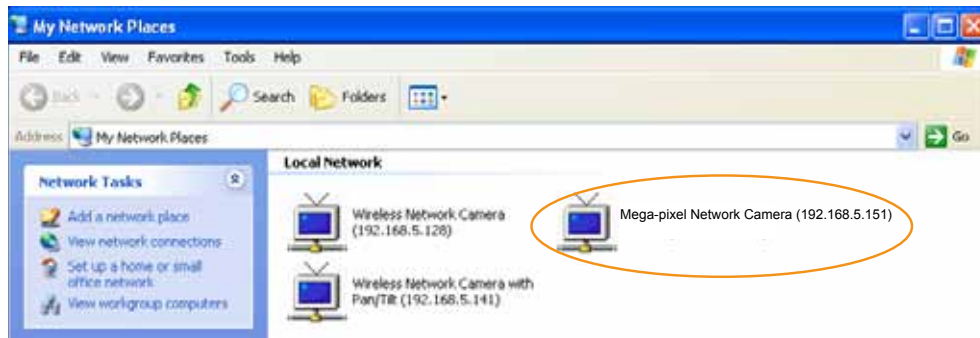 My Network Places
File Edit View Favorites Tools Help
Back Search Folders
Address My Network Places Go
Network Tasks
Add a network place
View network connections
Set up a home or small
office network
View workgroup computers
Local Network
Wireless Network Camera
(192.168.5.128)
Mega-pixel Network Camera (192.168.5.151)
Wireless Network Camera with
Pan/Tilt (192.168.5.141)